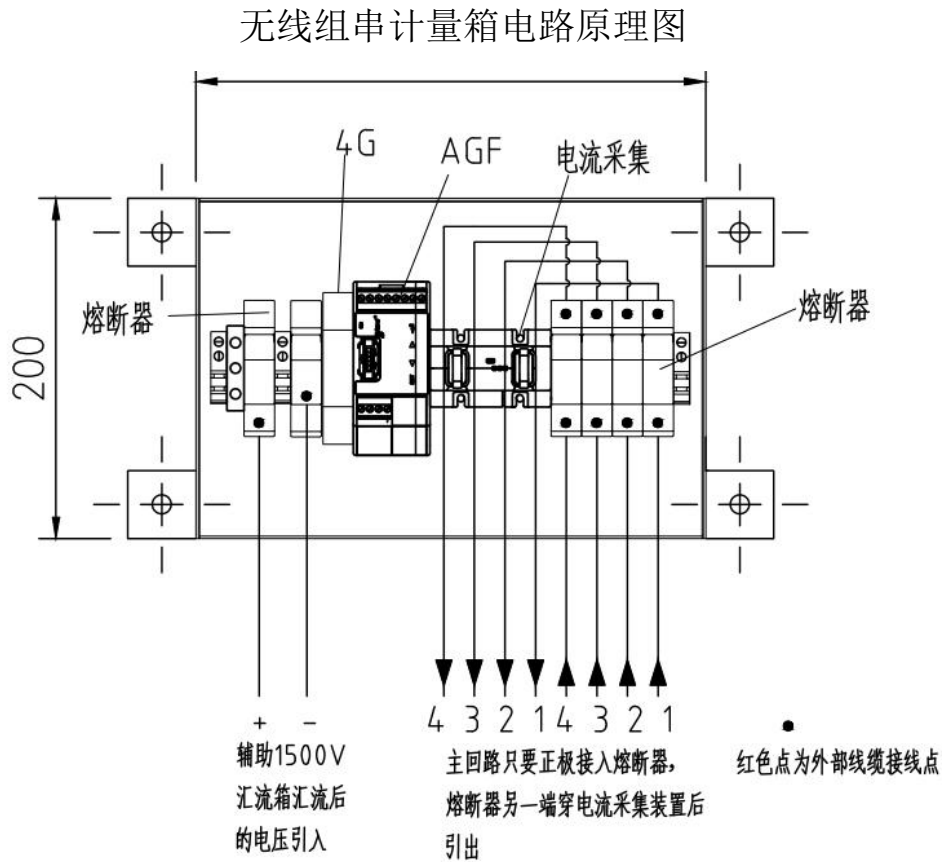 无线组串计量箱电路原理图
4G
AGF
电流采集
熔断器
熔断器
200
+ -
4 3 2 1 4 3 2 1
辅助1500V
汇流箱汇流后
的电压引入
主回路只要正极接入熔断器,
熔断器另一端穿电流采集装置后
引出
红色点为外部线缆接线点